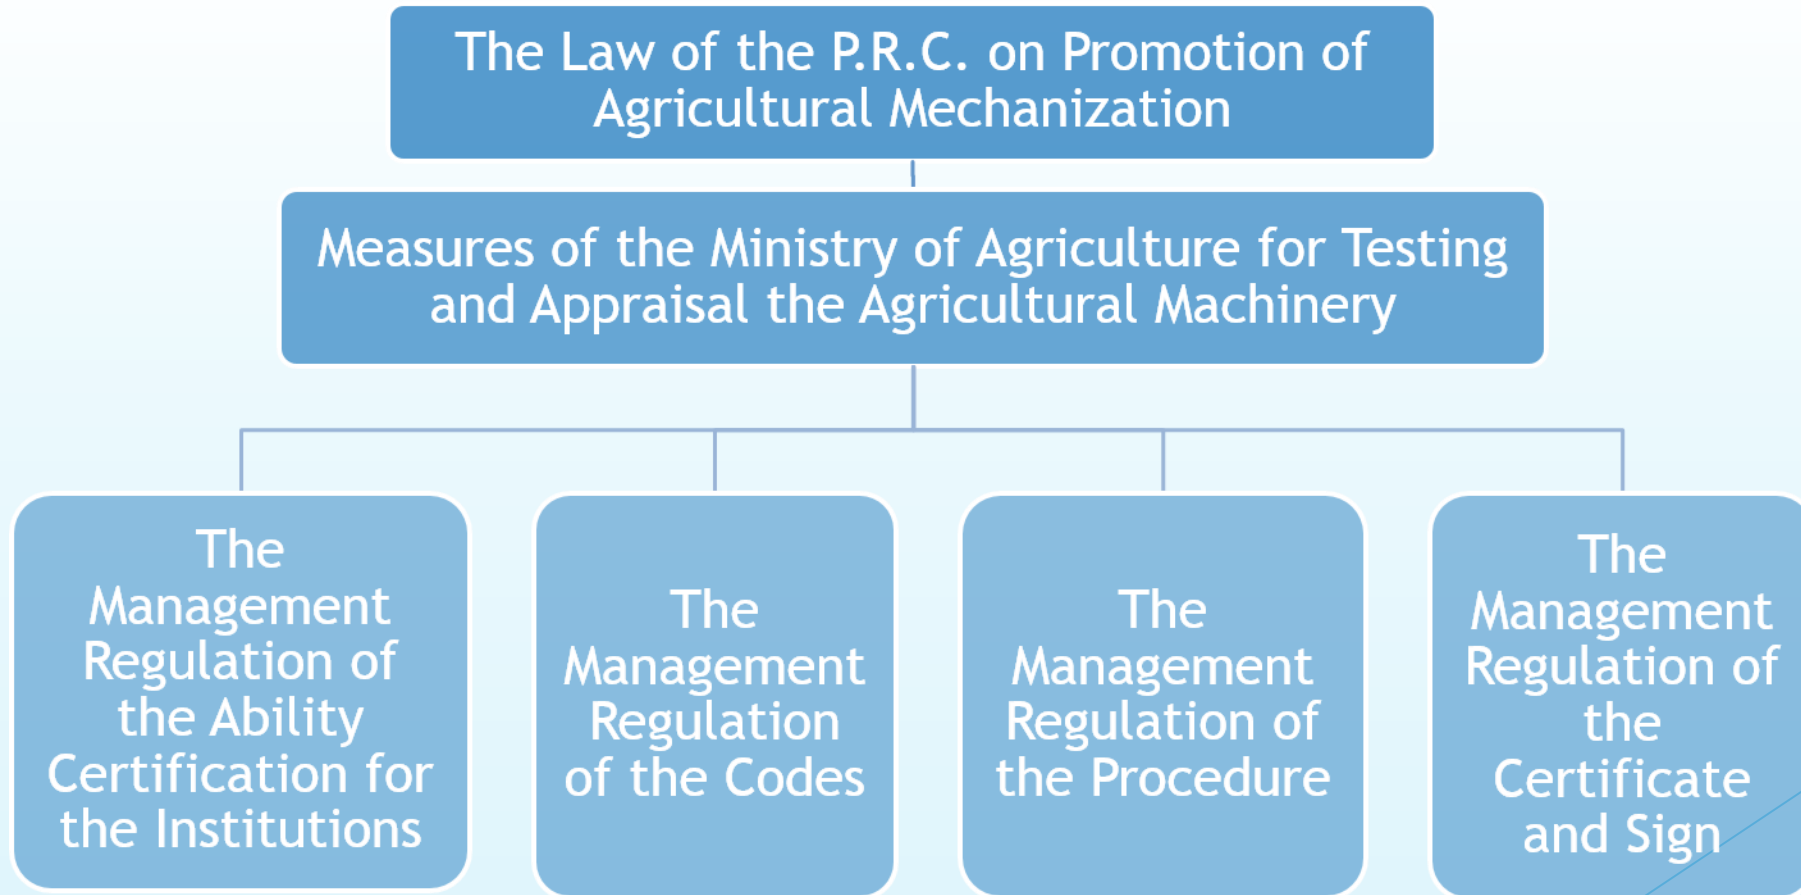 The Law of the P.R.C. on Promotion of
Agricultural Mechanization
Measures of the Ministry of Agriculture for Testing
and Appraisal the Agricultural Machinery
The
Management
Regulation of
the Ability
Certification for
the Institutions
The
Management
Regulation
of the Codes
The
Management
Regulation of
the Procedure
The
Management
Regulation of
the
Certificate
and Sign